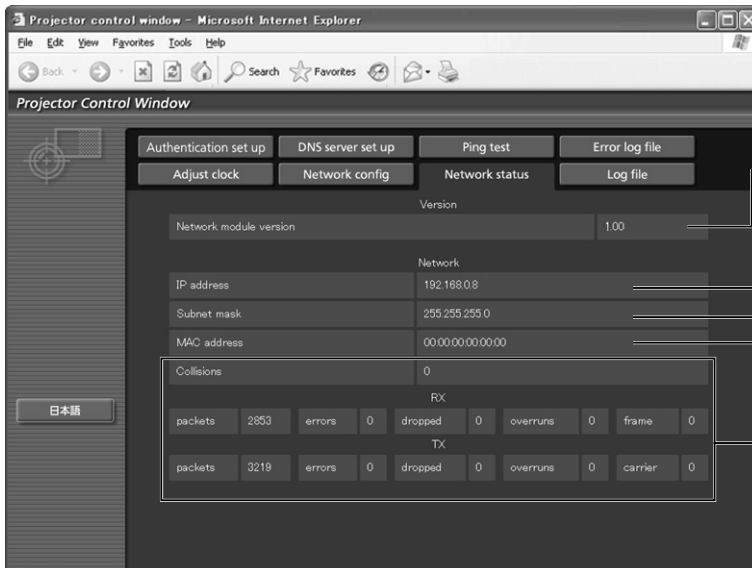 Projector control window - Microsoft Internet Explorer
File Edit View Favorites Tools Help
Back Search Favorites
Projector Control Window
Authentication set up DNS server set up Ping test Error log file
Adjust clock Network config Network status Log file
Version
Network module version 1.00
Network
IP address 192.168.0.8
Subnet mask 255.255.255.0
MAC address 00:00:00:00:00:00
Collisions 0
RX
packets 2853 errors 0 dropped 0 overruns 0 frame 0
TX
packets 3219 errors 0 dropped 0 overruns 0 carrier 0
日本語